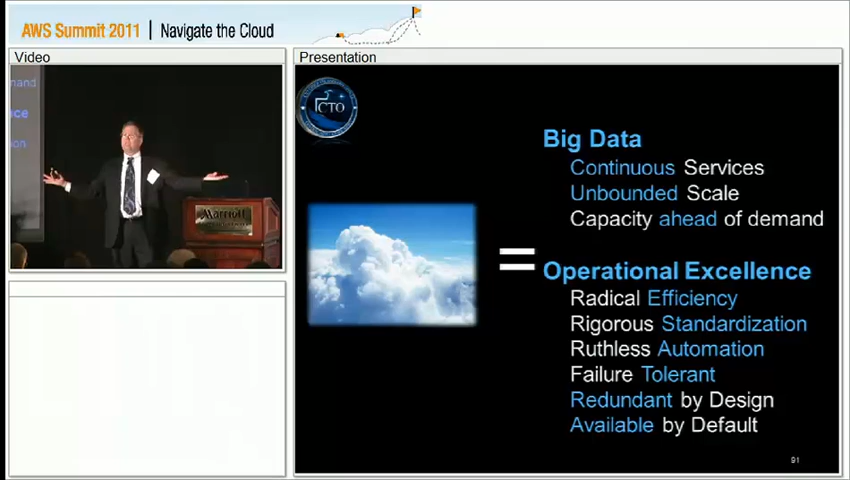 AWS Summit 2011 | Navigate the Cloud
Video
Presentation
CTO
Marriott
Big Data
Continuous Services
Unbounded Scale
Capacity ahead of demand
=
Operational Excellence
Radical Efficiency
Rigorous Standardization
Ruthless Automation
Failure Tolerant
Redundant by Design
Available by Default
91